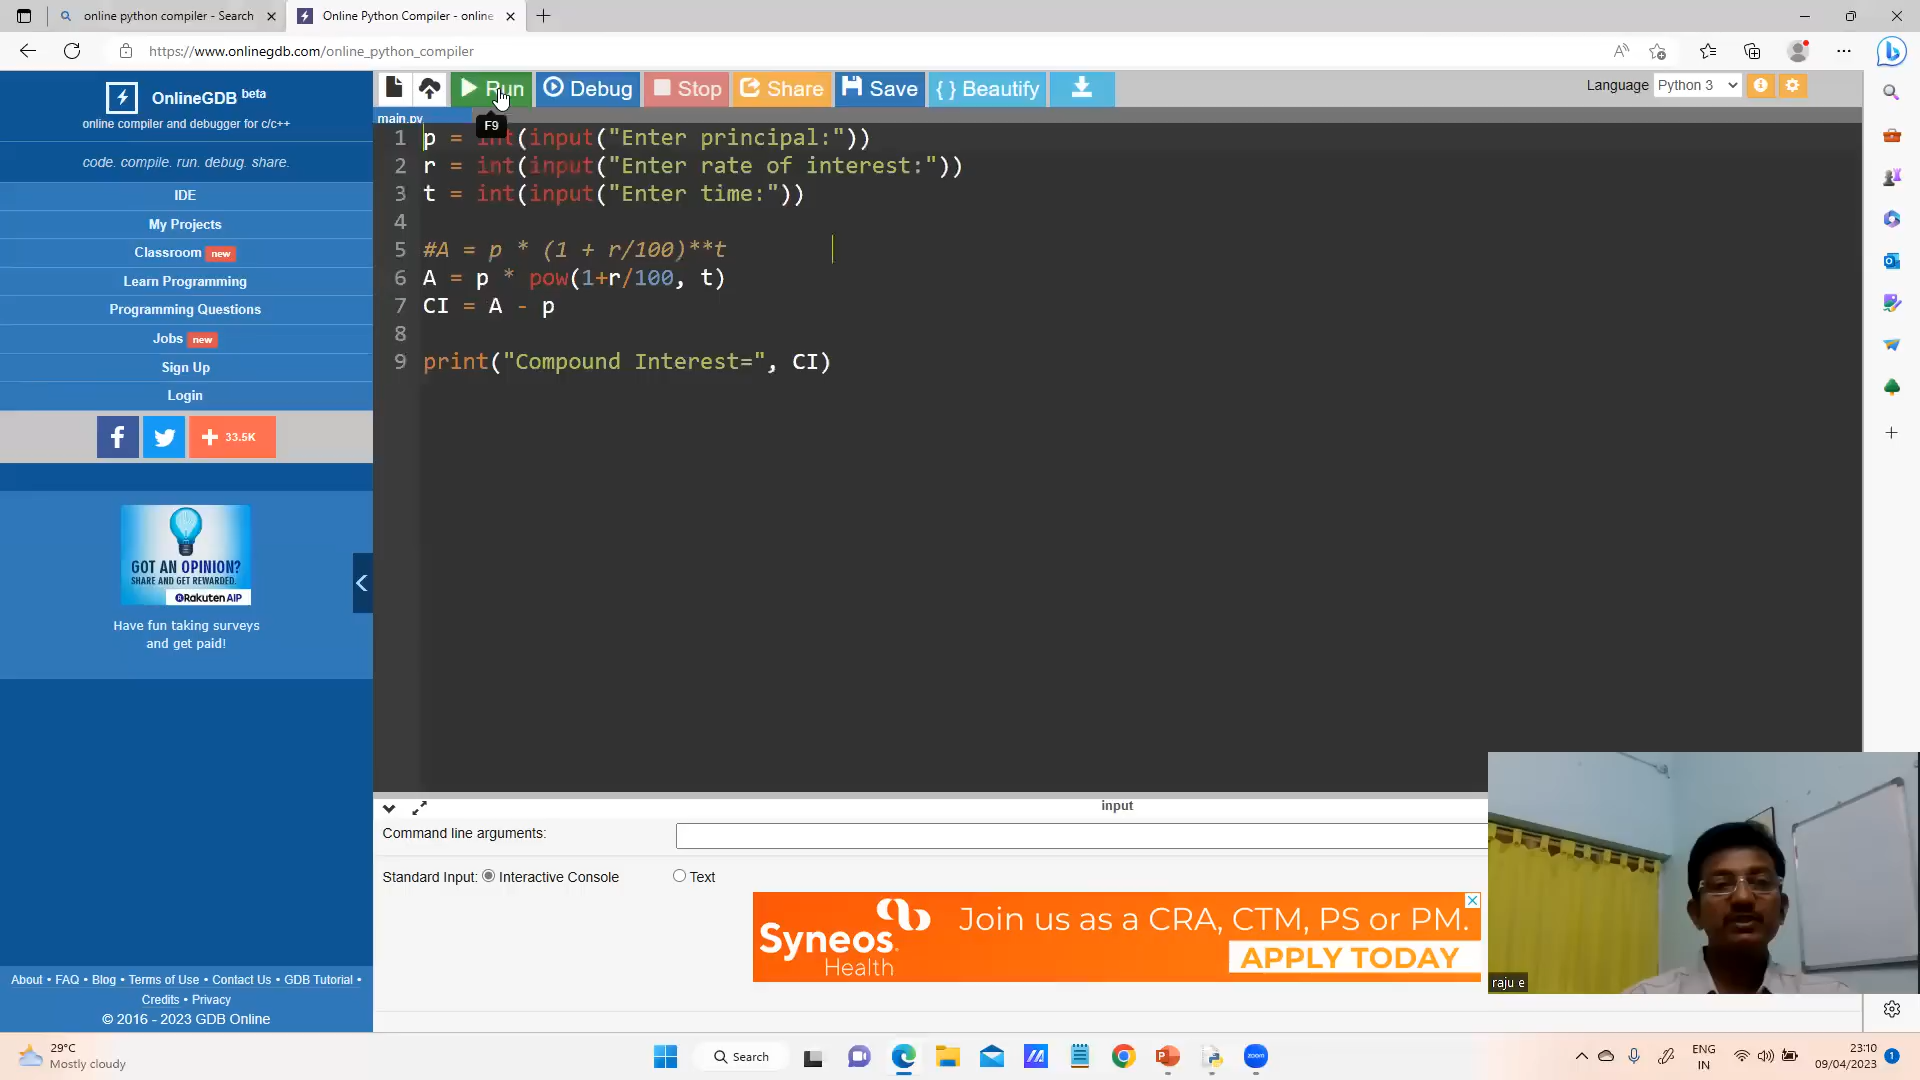 online python compiler - Search
Online Python Compiler - online
https://www.onlinegdb.com/online_python_compiler
OnlineGDB beta
online compiler and debugger for c/c++
code. compile. run. debug. share.
IDE
My Projects
Classroom new
Learn Programming
Programming Questions
Jobs new
Sign Up
Login
33.5K
GOT AN OPINION?
SHARE AND GET REWARDED.
Rakuten AIP
Have fun taking surveys
and get paid!
About • FAQ • Blog • Terms of Use • Contact Us • GDB Tutorial •
Credits • Privacy
© 2016 - 2023 GDB Online
Run
Debug
Stop
Share
Save
{ } Beautify
Language Python 3
F9
main.py
1 p = int(input("Enter principal:"))
2 r = int(input("Enter rate of interest:"))
3 t = int(input("Enter time:"))
4
5 #A = p * (1 + r/100)**t
6 A = p * pow(1+r/100, t)
7 CI = A - p
8
9 print("Compound Interest=", CI)
input
Command line arguments:
Standard Input: Interactive Console Text
Syneos
Health
Join us as a CRA, CTM, PS or PM.
APPLY TODAY
raju e
29°C
Mostly cloudy
Search
zoom
ENG
IN
23:10
09/04/2023
1